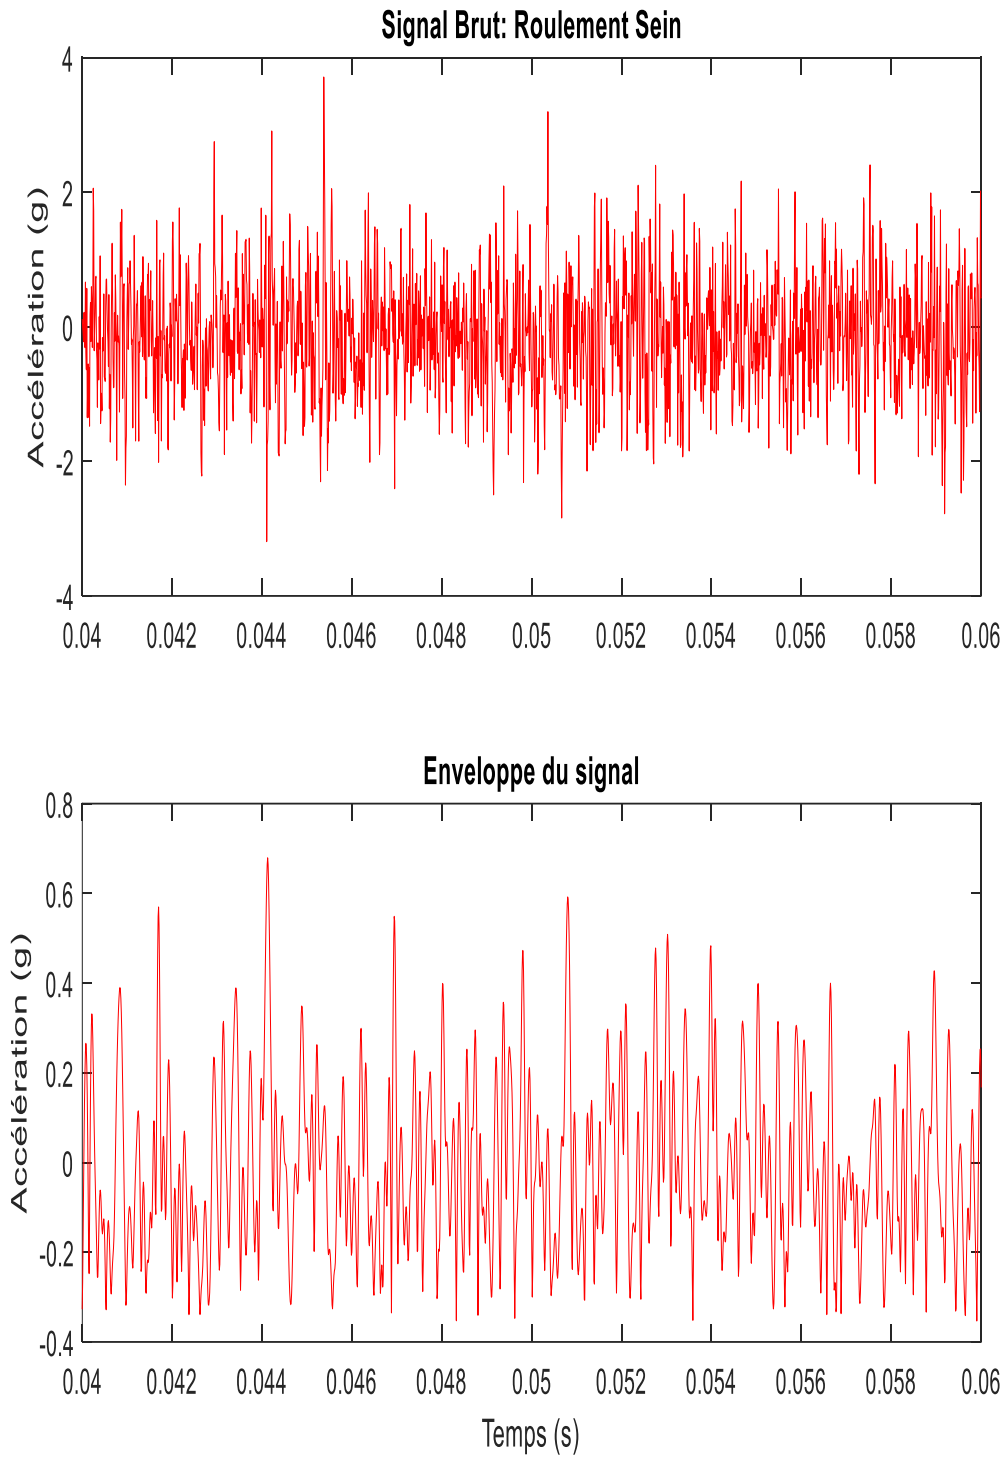 Signal Brut: Roulement Sein
Accélération (g)
4
2
0
-2
-4
0.04 0.042 0.044 0.046 0.048 0.05 0.052 0.054 0.056 0.058 0.06
Enveloppe du signal
Accélération (g)
0.8
0.6
0.4
0.2
0
-0.2
-0.4
0.04 0.042 0.044 0.046 0.048 0.05 0.052 0.054 0.056 0.058 0.06
Temps (s)